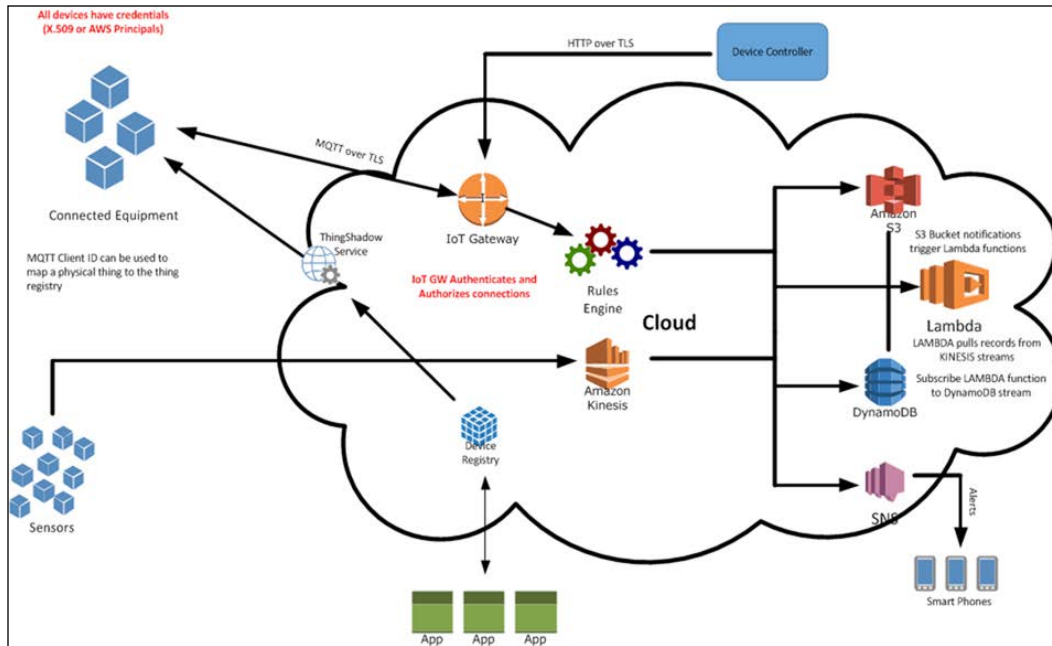 All devices have credentials
(X.509 or AWS Principals)
HTTP over TLS
Device Controller
MQTT over TLS
Connected Equipment
MQTT Client ID can be used to
map a physical thing to the thing
registry
ThingShadow
Service
IoT Gateway
IoT GW Authenticates and
Authorizes connections
Rules
Engine
Cloud
Amazon
S3
S3 Bucket notifications
trigger Lambda functions
Lambda
LAMBDA pulls records from
KINESIS streams
Subscribe LAMBDA function
to DynamoDB stream
DynamoDB
Amazon
Kinesis
Device
Registry
Sensors
SNS
Alerts
Smart Phones
App
App
App